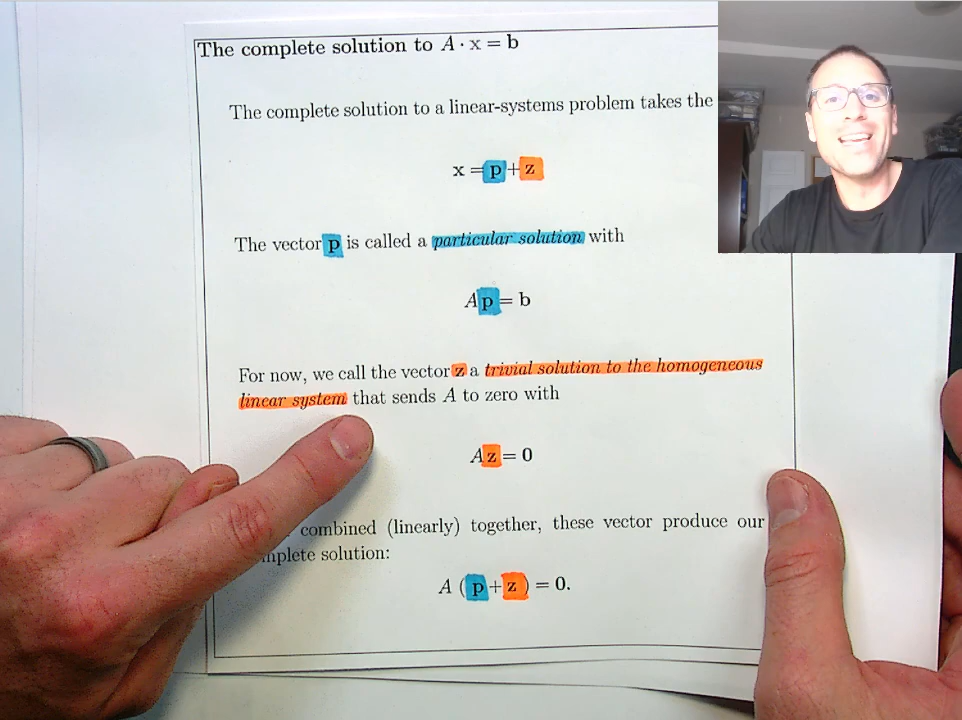 The complete solution to A · x = b
The complete solution to a linear-systems problem takes the
x = p + z
The vector p is called a particular solution with
Ap = b
For now, we call the vector z a trivial solution to the homogeneous
linear system that sends A to zero with
Az = 0
combined (linearly) together, these vector produce our
solution:
A (p + z) = 0.